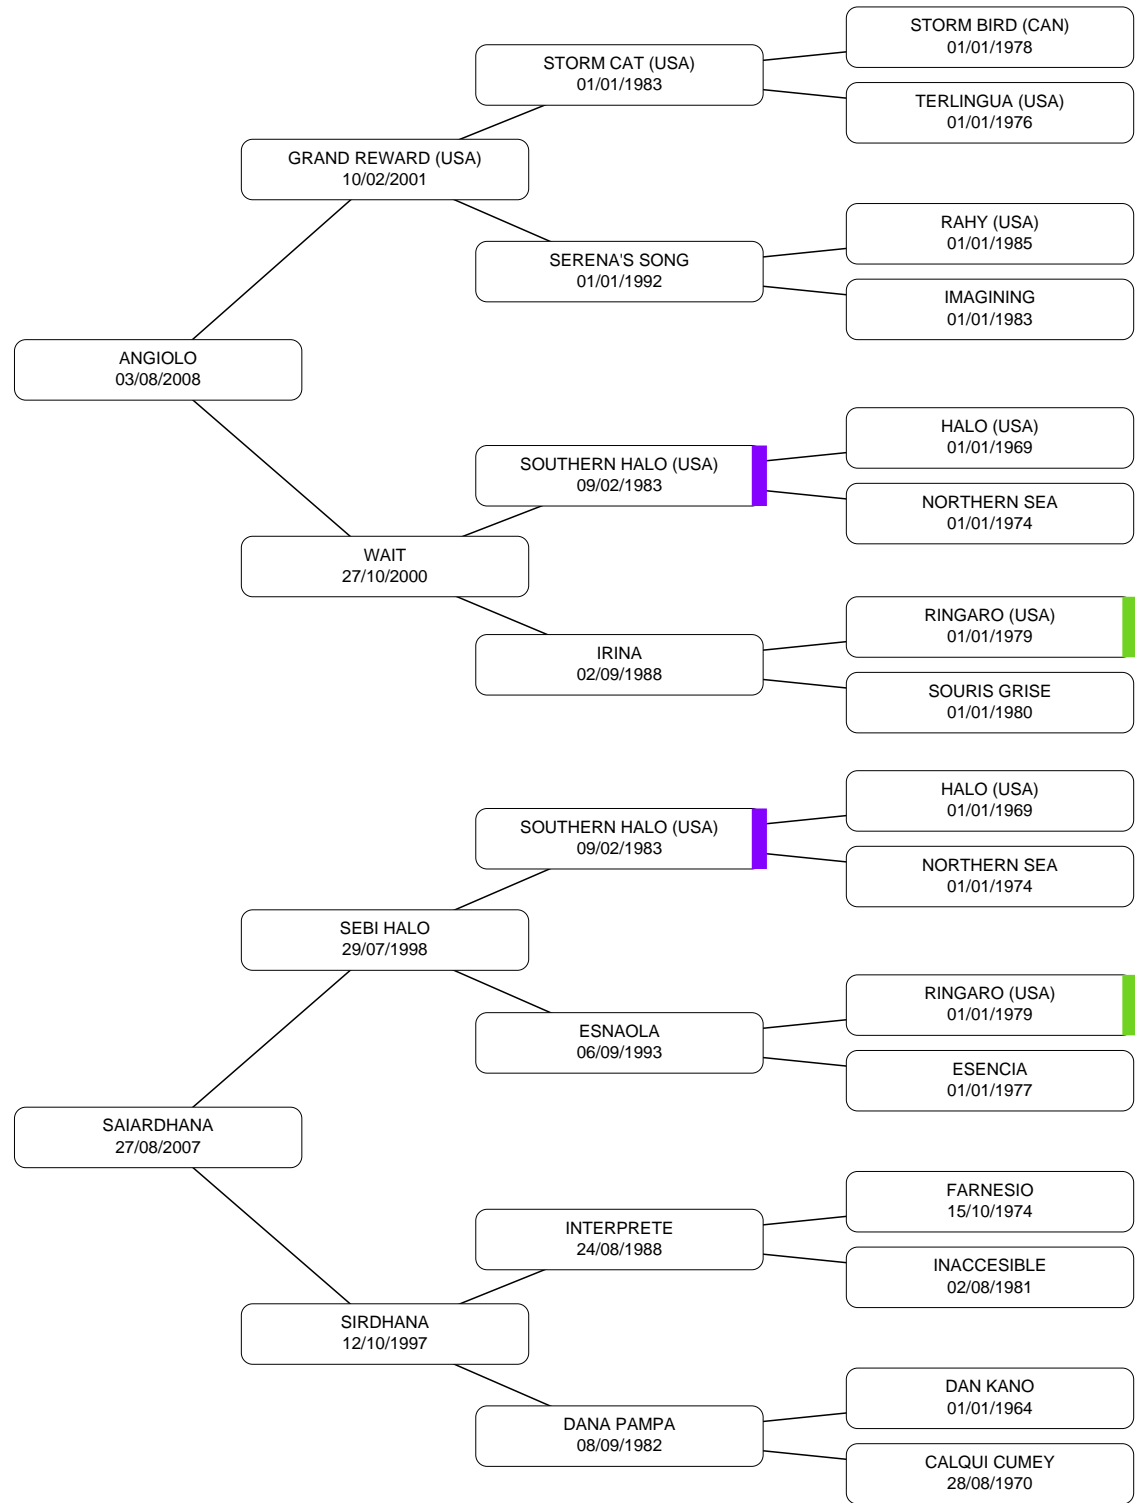 STORM BIRD (CAN)
01/01/1978
STORM CAT (USA)
01/01/1983
TERLINGUA (USA)
01/01/1976
GRAND REWARD (USA)
10/02/2001
RAHY (USA)
01/01/1985
SERENA'S SONG
01/01/1992
IMAGINING
01/01/1983
ANGIOLO
03/08/2008
HALO (USA)
01/01/1969
SOUTHERN HALO (USA)
09/02/1983
NORTHERN SEA
01/01/1974
WAIT
27/10/2000
RINGARO (USA)
01/01/1979
IRINA
02/09/1988
SOURIS GRISE
01/01/1980
HALO (USA)
01/01/1969
SOUTHERN HALO (USA)
09/02/1983
NORTHERN SEA
01/01/1974
SEBI HALO
29/07/1998
RINGARO (USA)
01/01/1979
ESNAOLA
06/09/1993
ESENCIA
01/01/1977
SAIARDHANA
27/08/2007
FARNESIO
15/10/1974
INTERPRETE
24/08/1988
INACCESIBLE
02/08/1981
SIRDHANA
12/10/1997
DAN KANO
01/01/1964
DANA PAMPA
08/09/1982
CALQUI CUMEY
28/08/1970